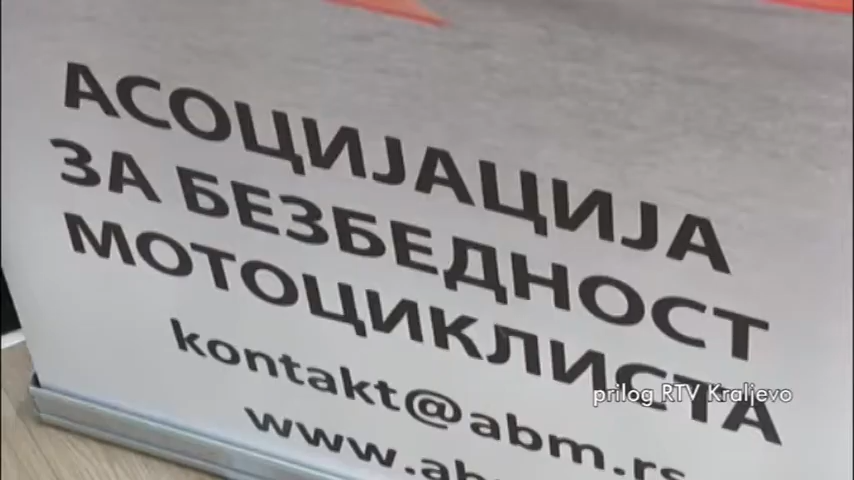 АСОЦИЈАЦИЈА
ЗА БЕЗБЕДНОСТ
МОТОЦИКЛИСТА
kontakt@abm.rs
prilog RTV Kraljevo